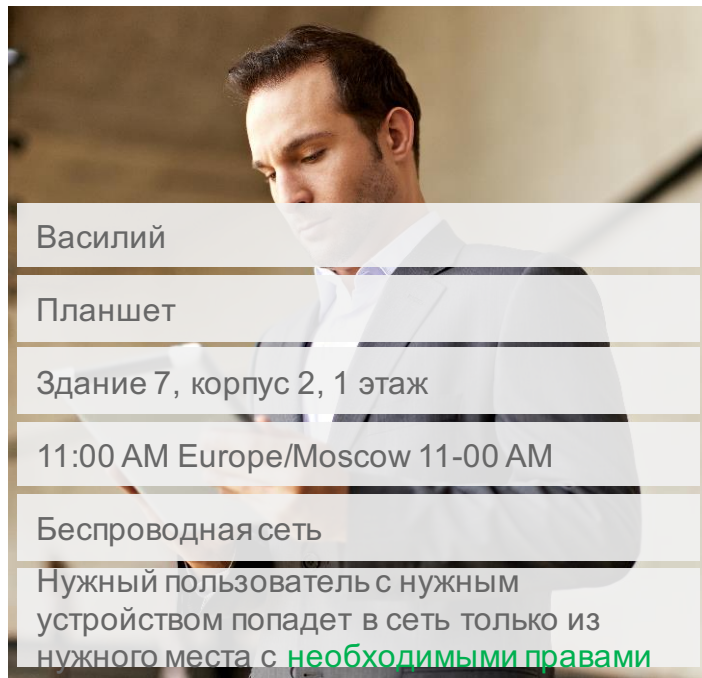 Василий
Планшет
Здание 7, корпус 2, 1 этаж
11:00 AM Europe/Moscow 11-00 AM
Беспроводная сеть
Нужный пользователь с нужным
устройством попадет в сеть только из
нужного места с необходимыми правами